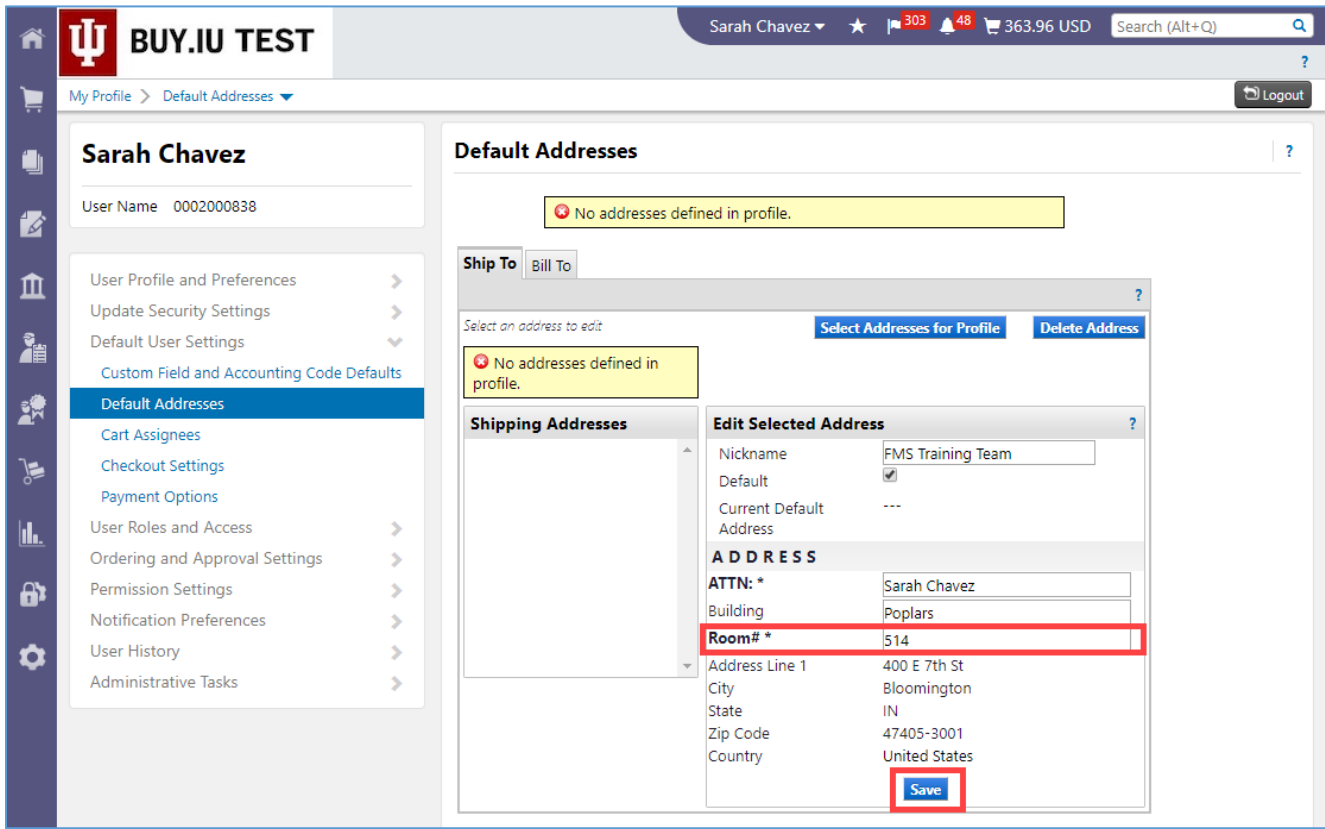 BUY.IU TEST
Sarah Chavez 303 48 363.96 USD Search (Alt+Q)
?
My Profile > Default Addresses
Logout
Sarah Chavez
User Name 0002000838
User Profile and Preferences
Update Security Settings
Default User Settings
Custom Field and Accounting Code Defaults
Default Addresses
Cart Assignees
Checkout Settings
Payment Options
User Roles and Access
Ordering and Approval Settings
Permission Settings
Notification Preferences
User History
Administrative Tasks
Default Addresses ?
No addresses defined in profile.
Ship To Bill To
?
Select an address to edit Select Addresses for Profile Delete Address
No addresses defined in
profile.
Shipping Addresses
Edit Selected Address ?
Nickname FMS Training Team
Default
Current Default ---
Address
ADDRESS
ATTN: * Sarah Chavez
Building Poplars
Room# * 514
Address Line 1 400 E 7th St
City Bloomington
State IN
Zip Code 47405-3001
Country United States
Save